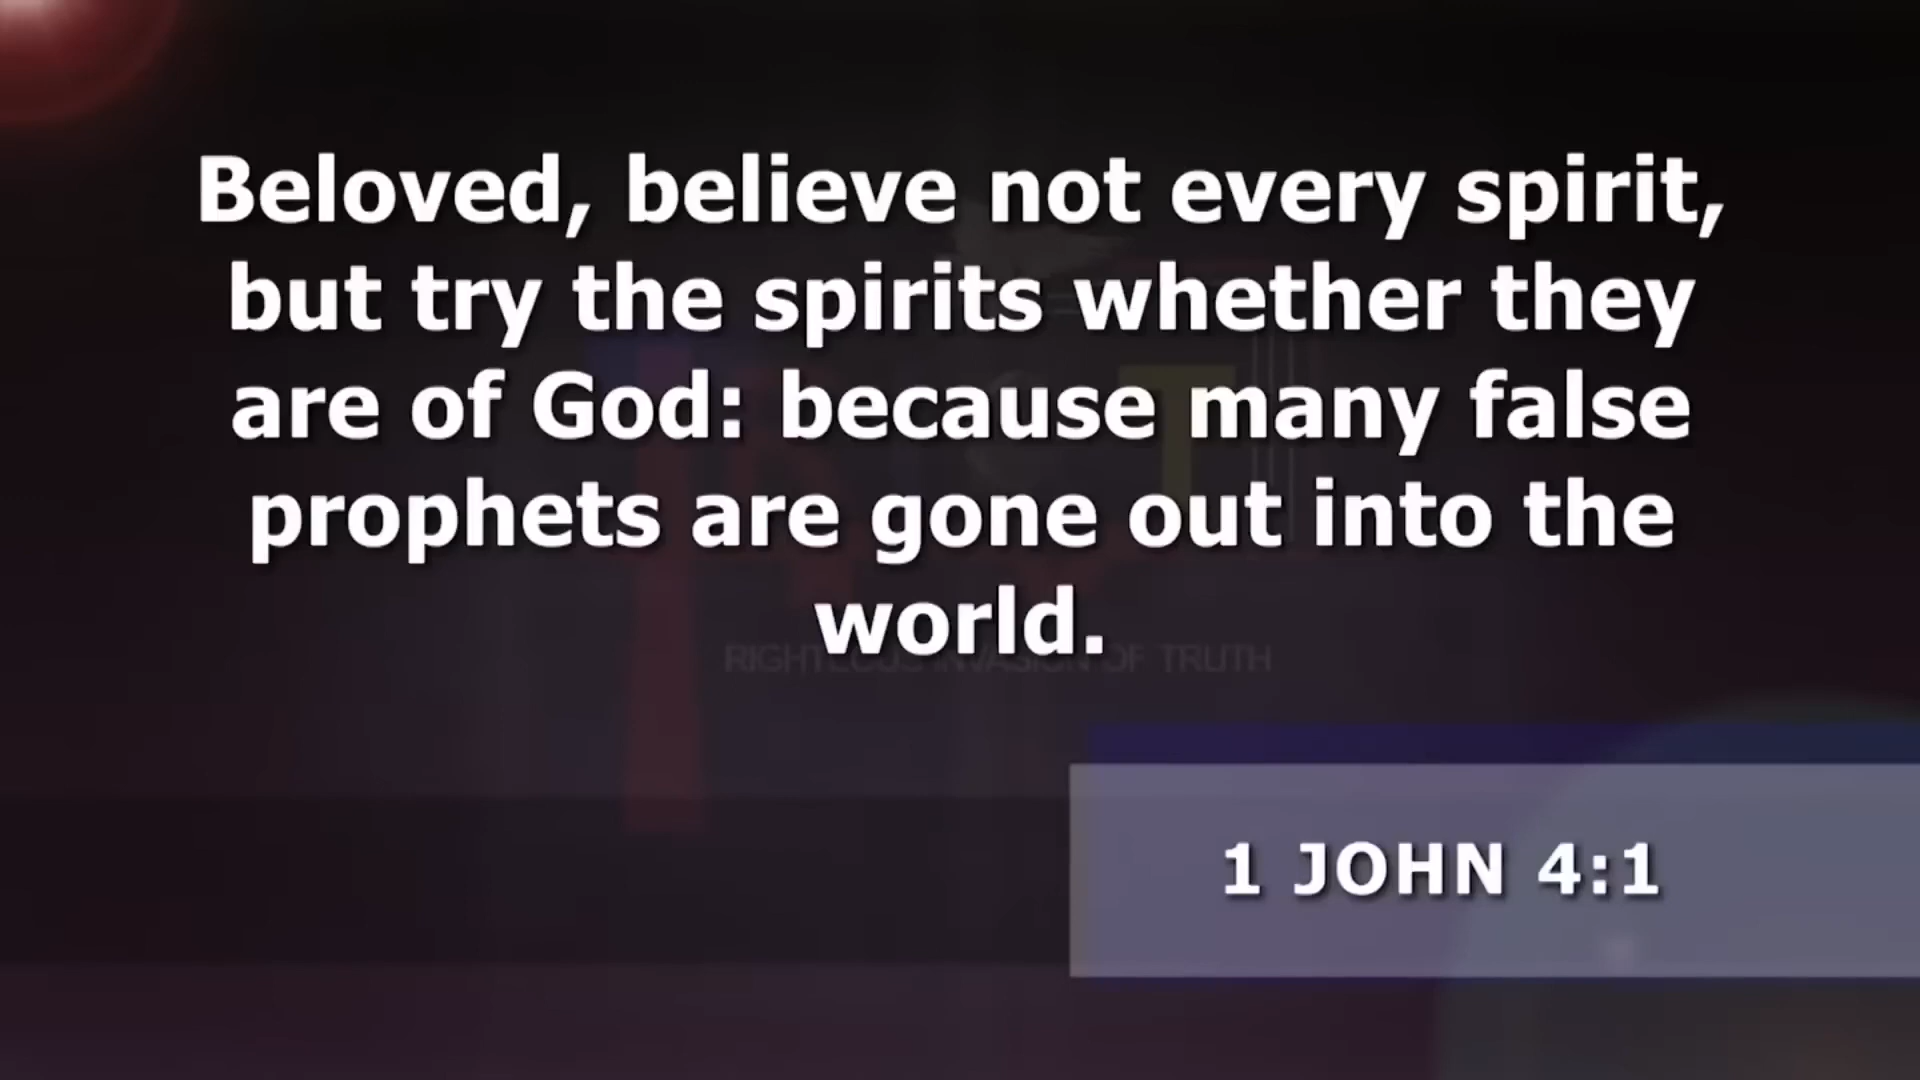 Beloved, believe not every spirit,
but try the spirits whether they
are of God: because many false
prophets are gone out into the
world.
RIGHTEOUS INVASION OF TRUTH
1 JOHN 4:1